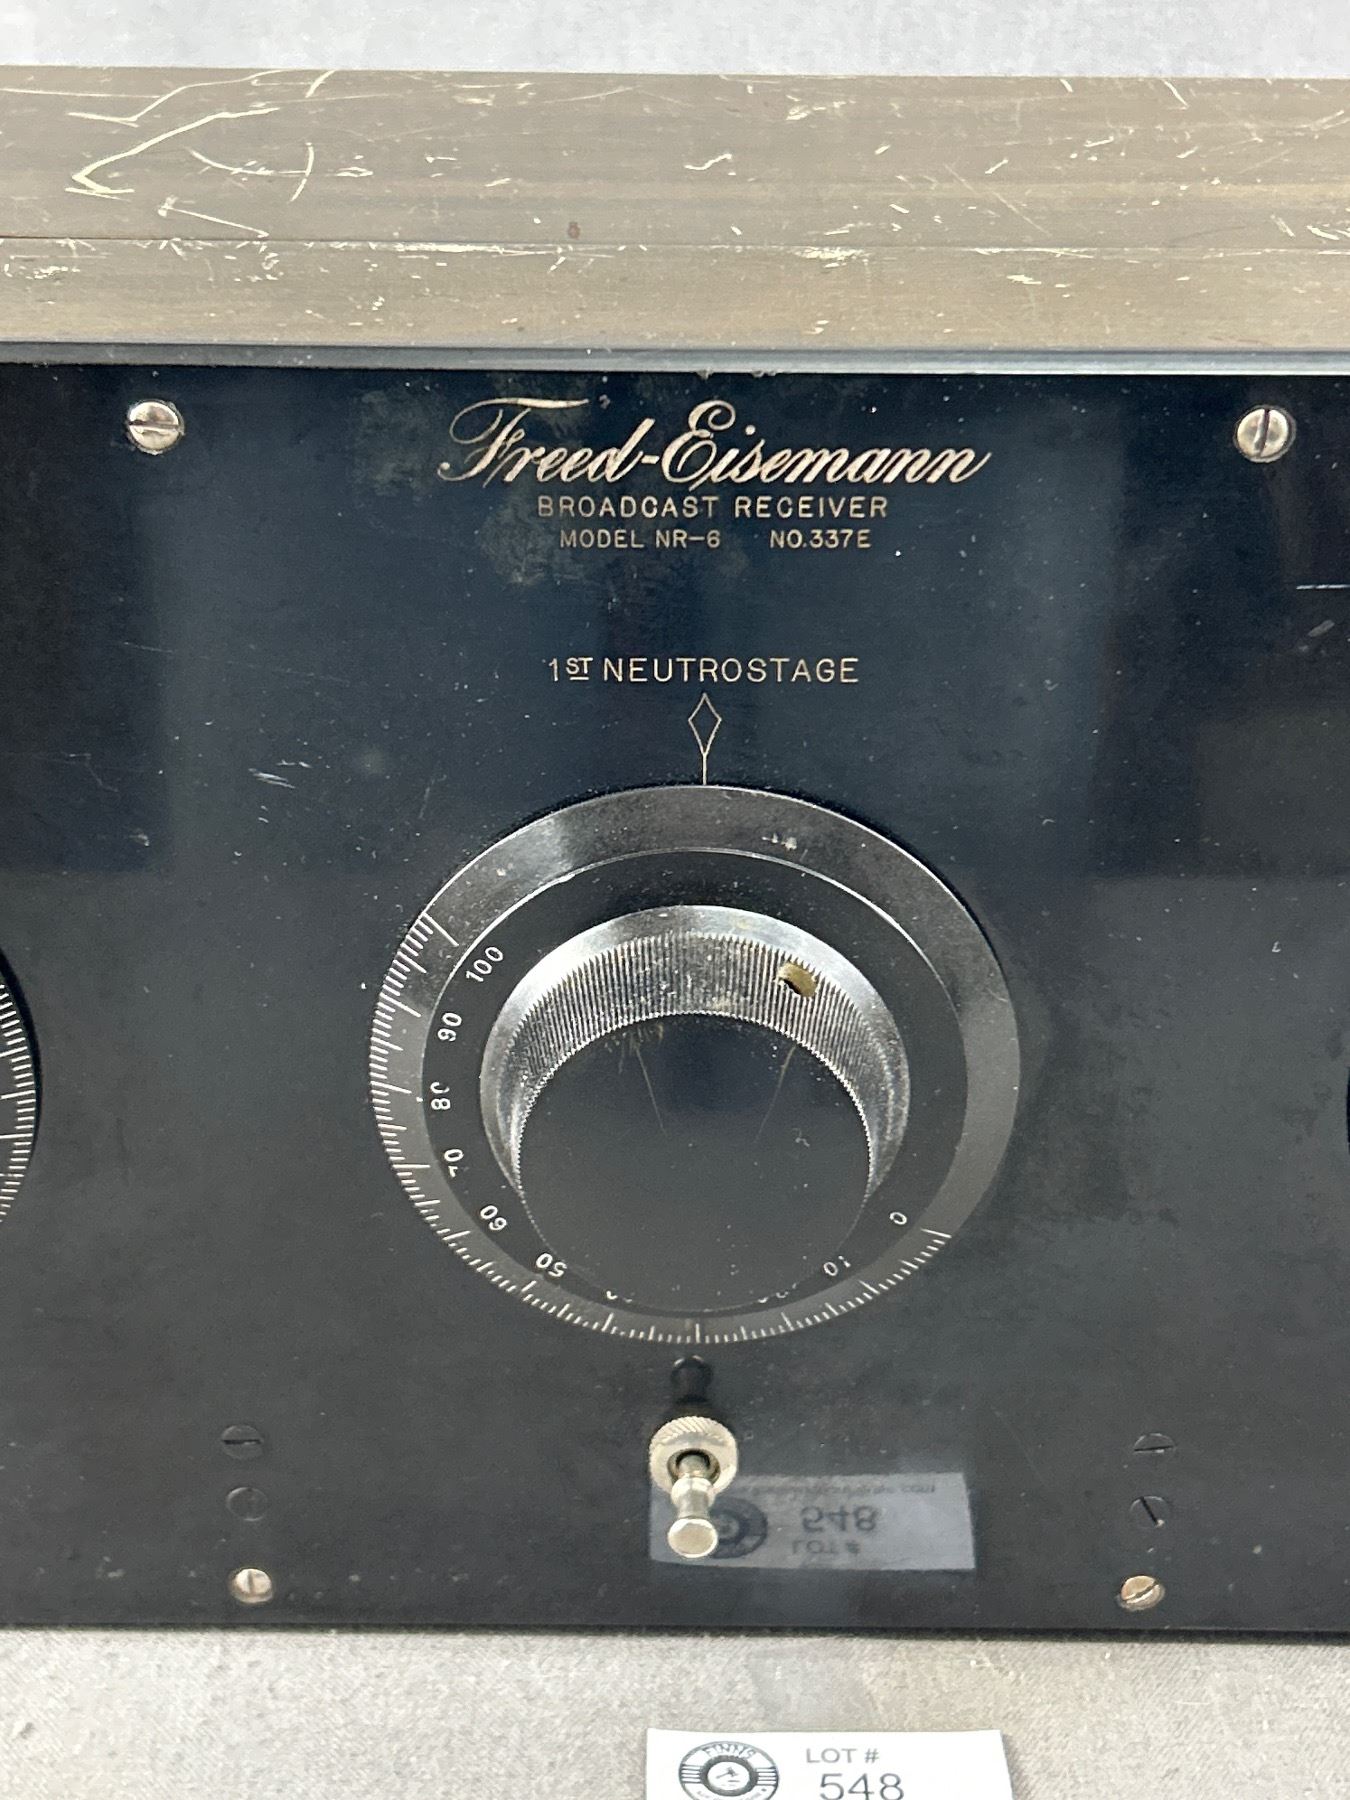 Freed-Eisemann
BROADCAST RECEIVER
MODEL NR-6 NO.337E
1ST NEUTROSTAGE
100
90
80
70
60
50
10
0
LOT #
548
FINNS
LOT #
548